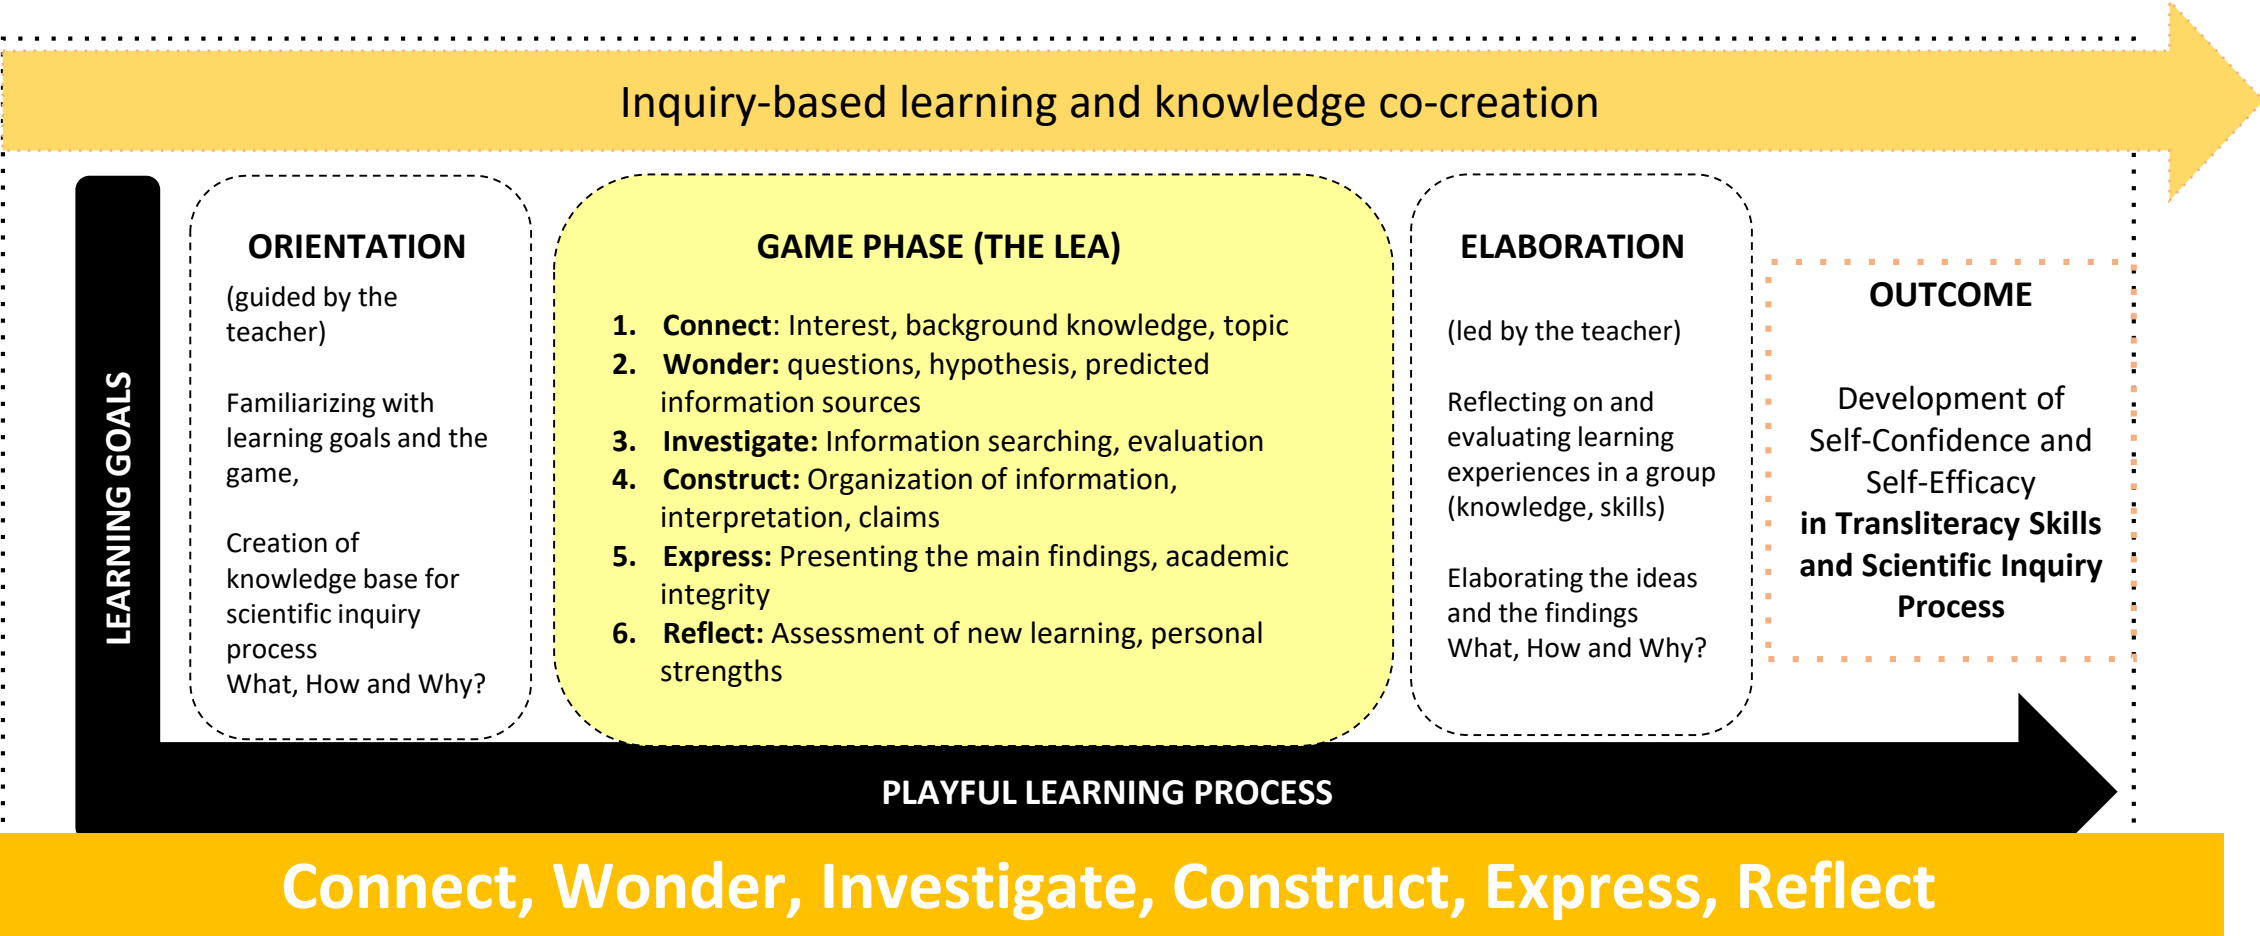 Inquiry-based learning and knowledge co-creation
LEARNING GOALS
ORIENTATION
(guided by the
teacher)
Familiarizing with
learning goals and the
game,
Creation of
knowledge base for
scientific inquiry
process
What, How and Why?
GAME PHASE (THE LEA)
1. Connect: Interest, background knowledge, topic
2. Wonder: questions, hypothesis, predicted
information sources
3. Investigate: Information searching, evaluation
4. Construct: Organization of information,
interpretation, claims
5. Express: Presenting the main findings, academic
integrity
6. Reflect: Assessment of new learning, personal
strengths
ELABORATION
(led by the teacher)
Reflecting on and
evaluating learning
experiences in a group
(knowledge, skills)
Elaborating the ideas
and the findings
What, How and Why?
OUTCOME
Development of
Self-Confidence and
Self-Efficacy
in Transliteracy Skills
and Scientific Inquiry
Process
PLAYFUL LEARNING PROCESS
Connect, Wonder, Investigate, Construct, Express, Reflect